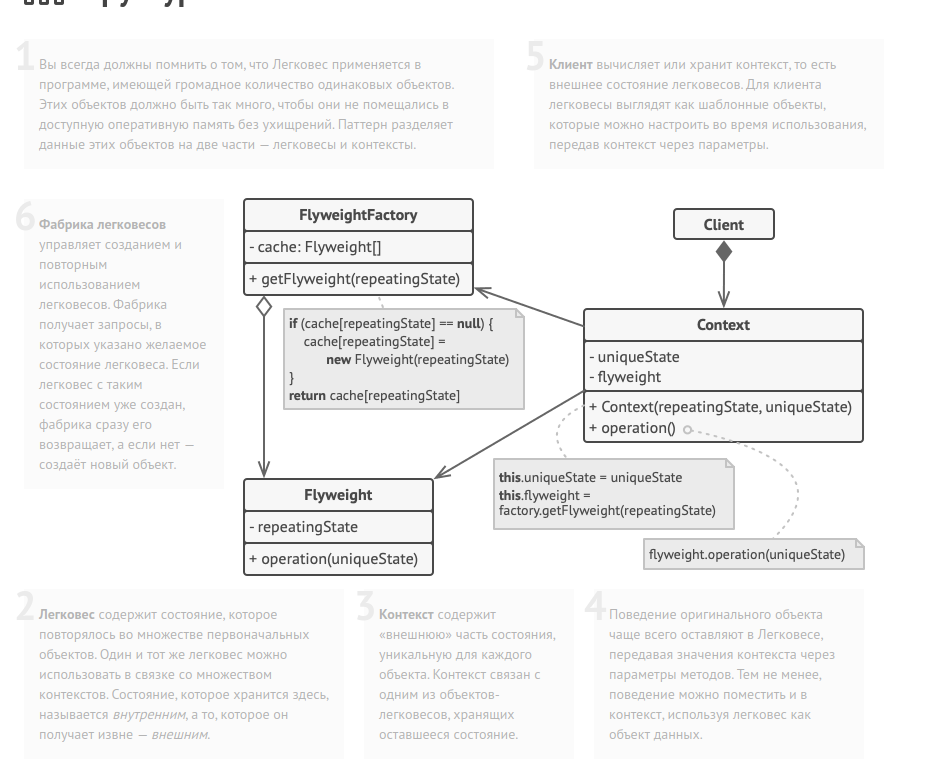 1
Вы всегда должны помнить о том, что Легковес применяется в
программе, имеющей громадное количество одинаковых объектов.
Этих объектов должно быть так много, чтобы они не помещались в
доступную оперативную память без ухищрений. Паттерн разделяет
данные этих объектов на две части — легковесы и контексты.
5
Клиент вычисляет или хранит контекст, то есть
внешнее состояние легковесов. Для клиента
легковесы выглядят как шаблонные объекты,
которые можно настроить во время использования,
передав контекст через параметры.
6
Фабрика легковесов
управляет созданием и
повторным
использованием
легковесов. Фабрика
получает запросы, в
которых указано желаемое
состояние легковеса. Если
легковес с таким
состоянием уже создан,
фабрика сразу его
возвращает, а если нет —
создаёт новый объект.
FlyweightFactory
- cache: Flyweight[]
+ getFlyweight(repeatingState)
if (cache[repeatingState] == null) {
cache[repeatingState] =
new Flyweight(repeatingState)
}
return cache[repeatingState]
Client
Context
- uniqueState
- flyweight
+ Context(repeatingState, uniqueState)
+ operation()
this.uniqueState = uniqueState
this.flyweight =
factory.getFlyweight(repeatingState)
flyweight.operation(uniqueState)
Flyweight
- repeatingState
+ operation(uniqueState)
2
Легковес содержит состояние, которое
повторялось во множестве первоначальных
объектов. Один и тот же легковес можно
использовать в связке со множеством
контекстов. Состояние, которое хранится здесь,
называется внутренним, а то, которое он
получает извне — внешним.
3
Контекст содержит
«внешнюю» часть состояния,
уникальную для каждого
объекта. Контекст связан с
одним из объектов-
легковесов, хранящих
оставшееся состояние.
4
Поведение оригинального объекта
чаще всего оставляют в Легковесе,
передавая значения контекста через
параметры методов. Тем не менее,
поведение можно поместить и в
контекст, используя легковес как
объект данных.